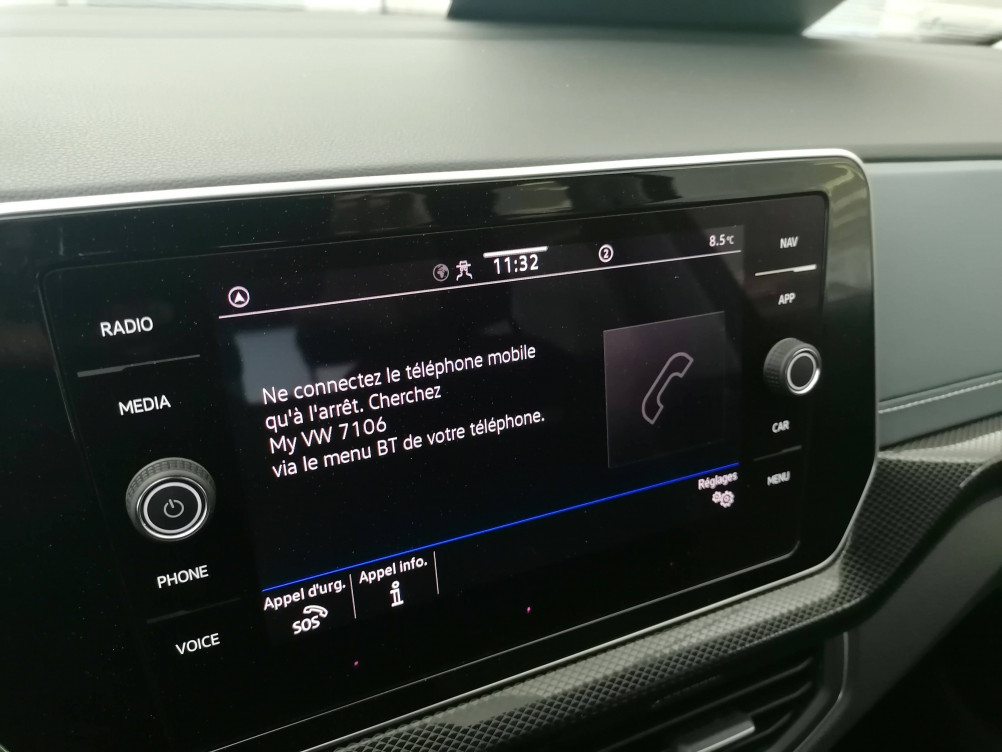 11:32
2
8.5°C
NAV
RADIO
APP
Ne connectez le téléphone mobile
qu'à l'arrêt. Cherchez
My VW 7106
via le menu BT de votre téléphone.
MEDIA
CAR
MENU
Réglages
PHONE
Appel d'urg.
SOS
Appel info.
i
VOICE